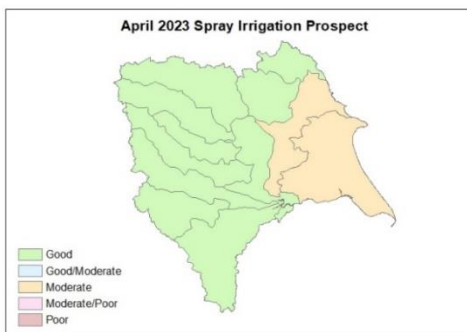 April 2023 Spray Irrigation Prospect
Good
Good/Moderate
Moderate
Moderate/Poor
Poor